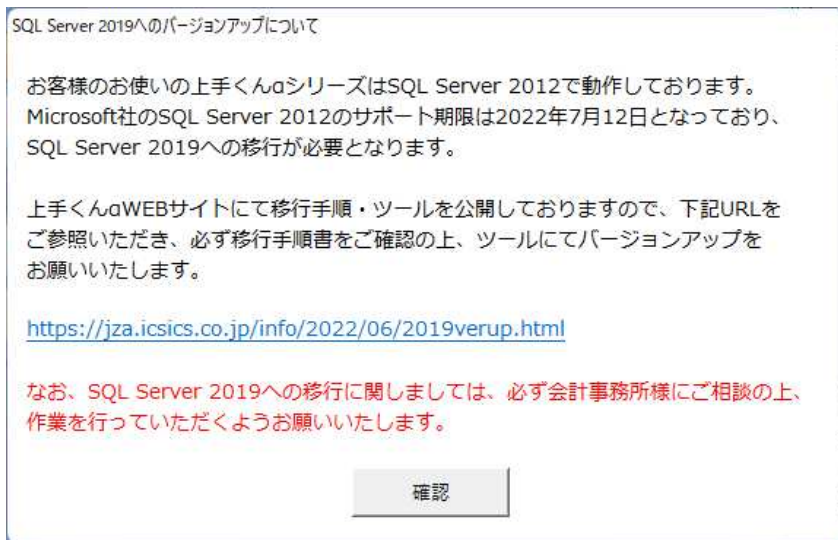 SQL Server 2019へのバージョンアップについて
お客様のお使いの上手くんαシリーズはSQL Server 2012で動作しております。
Microsoft社のSQL Server 2012のサポート期限は2022年7月12日となっており、
SQL Server 2019への移行が必要となります。
上手くんαWEBサイトにて移行手順・ツールを公開しておりますので、下記URLを
ご参照いただき、必ず移行手順書をご確認の上、ツールにてバージョンアップを
お願いいたします。
https://jza.icsics.co.jp/info/2022/06/2019verup.html
なお、SQL Server 2019への移行に関しましては、必ず会計事務所様にご相談の上、
作業を行っていただくようお願いいたします。
確認